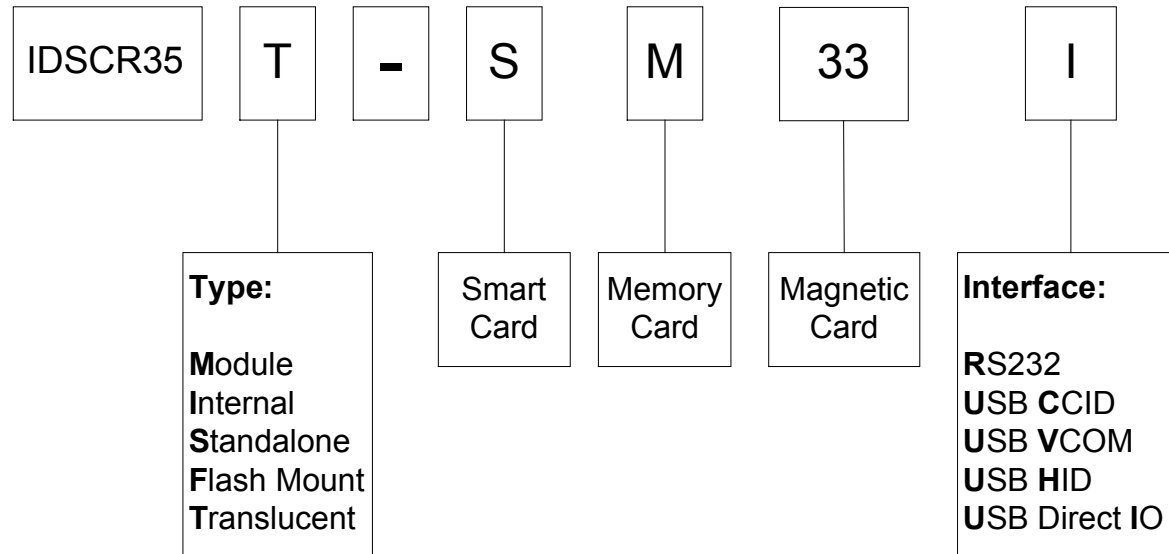 IDSCR35 T - S M 33 I
Type:
Module
Internal
Standalone
Flash Mount
Translucent
Smart
Card
Memory
Card
Magnetic
Card
Interface:
RS232
USB CCID
USB VCOM
USB HID
USB Direct IO